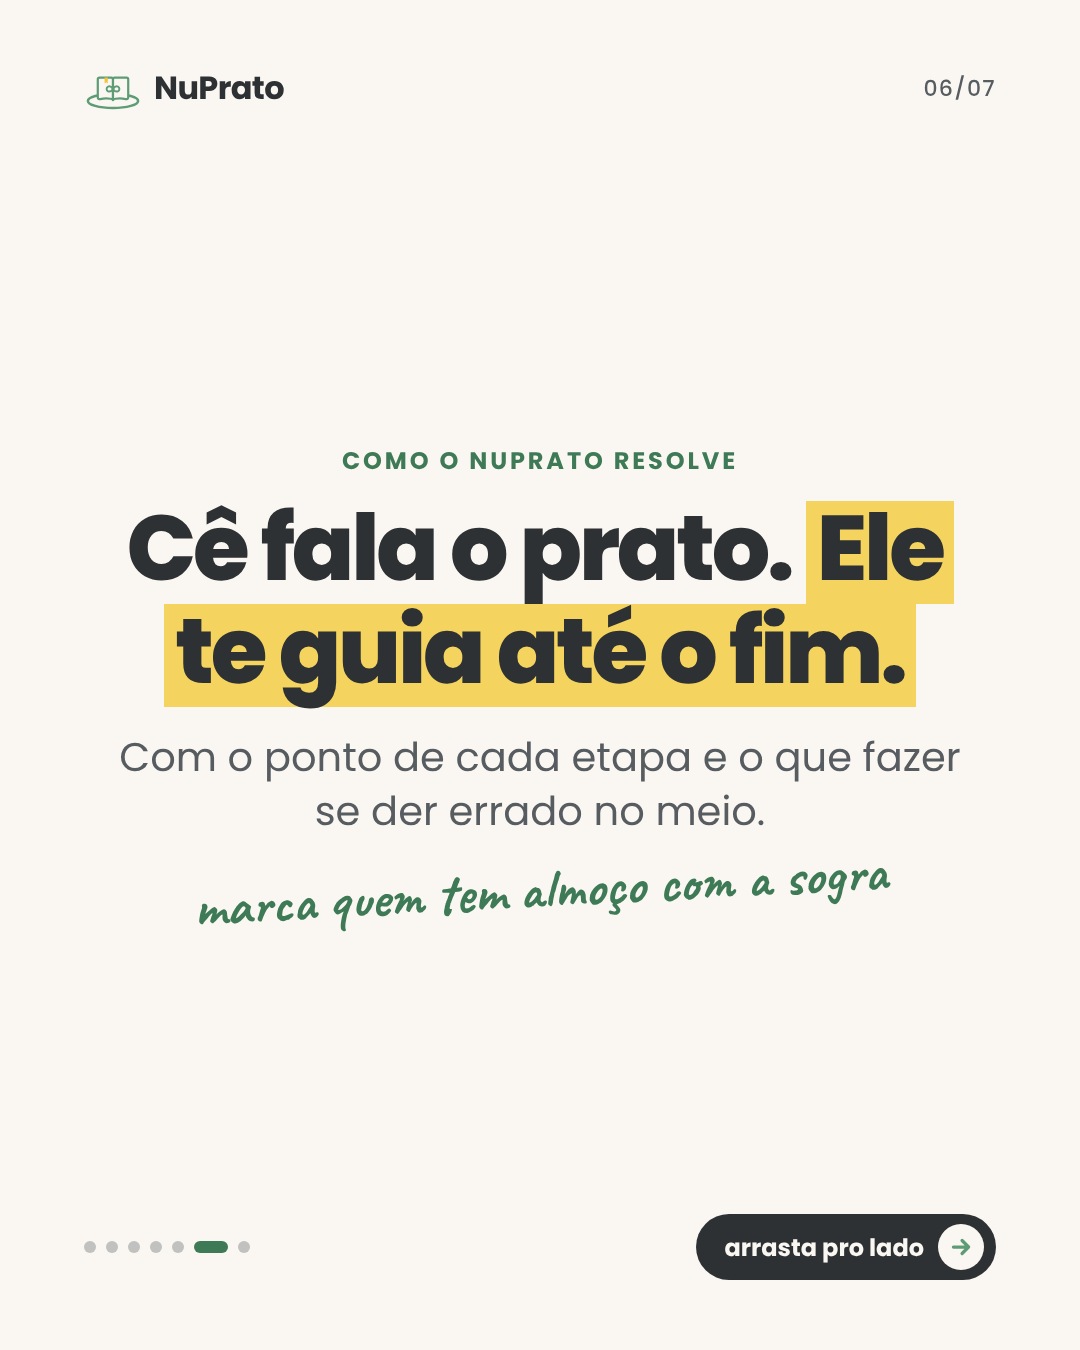 NuPrato
06/07
COMO O NUPRATO RESOLVE
Cê fala o prato. Ele
te guia até o fim.
Com o ponto de cada etapa e o que fazer
se der errado no meio.
marca quem tem almoço com a sogra
arrasta pro lado